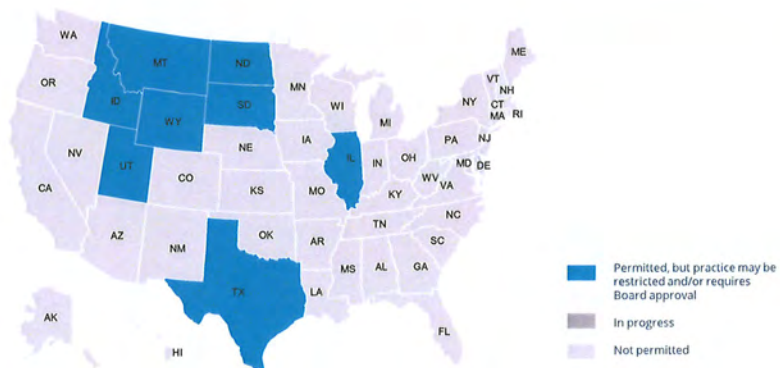 WA
ME
MT
ND
VT
OR
MN
NH
ID
SD
WI
NY
CT
MA
RI
WY
MI
IA
PA
NJ
NE
NV
OH
MD
DE
IL
IN
UT
WV
CO
VA
CA
KS
MO
KY
NC
TN
AZ
OK
AR
SC
NM
MS
AL
GA
TX
LA
AK
FL
HI
Permitted, but practice may be
restricted and/or requires
Board approval
In progress
Not permitted